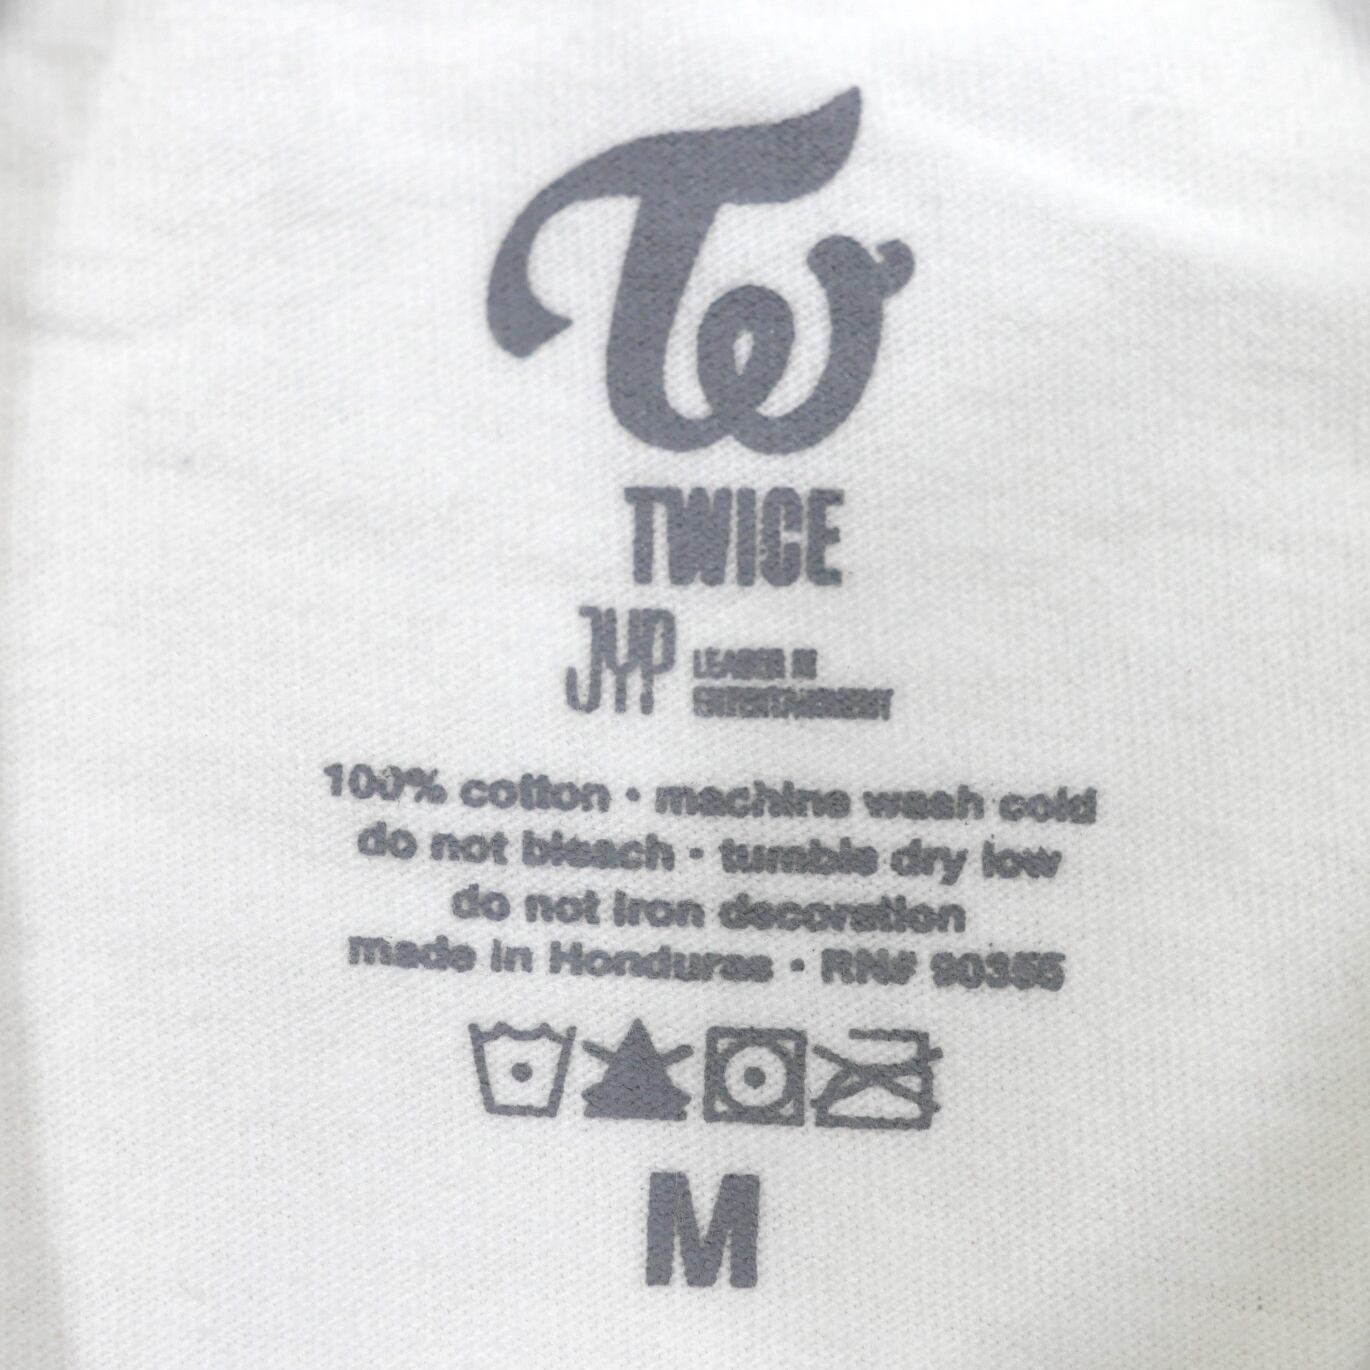 TW
TWICE
JYP LEADER IN
ENTERTAINMENT
100% cotton • machine wash cold
do not bleach • tumble dry low
do not iron decoration
made in Honduras • RN# 90355
M